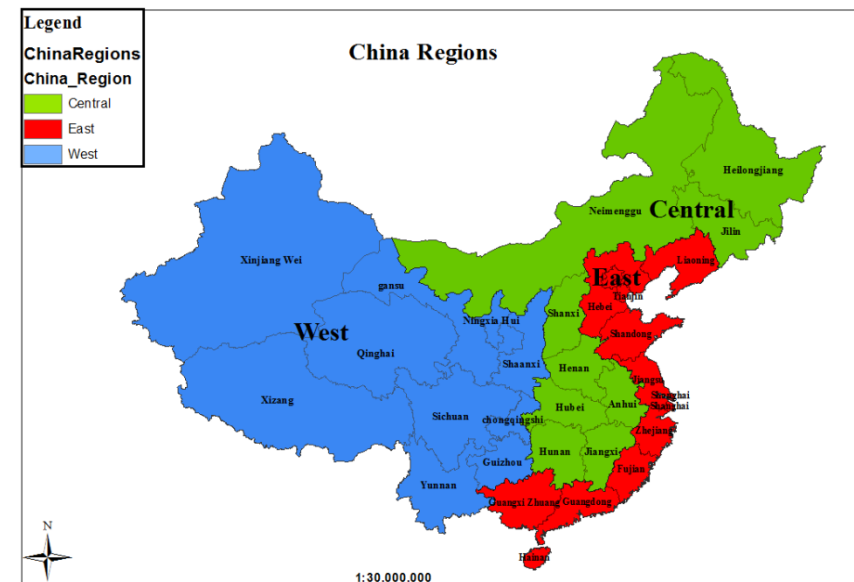 Legend
ChinaRegions
China_Region
Central
East
West
China Regions
Heilongjiang
Neimenggu
Central
Jilin
Xinjiang Wei
Liaoning
East
gansu
Tianjin
Hebei
Shanxi
Ningxia Hui
West
Shandong
Qinghai
Shaanxi
Henan
Jiangsu
Shanghai
Shanghai
Xizang
Anhui
Hubei
Sichuan
chongqingshi
Zhejiang
Hunan
Jiangxi
Guizhou
Fujian
Yunnan
Guangxi Zhuang
Guangdong
N
Hainan
1:30.000.000